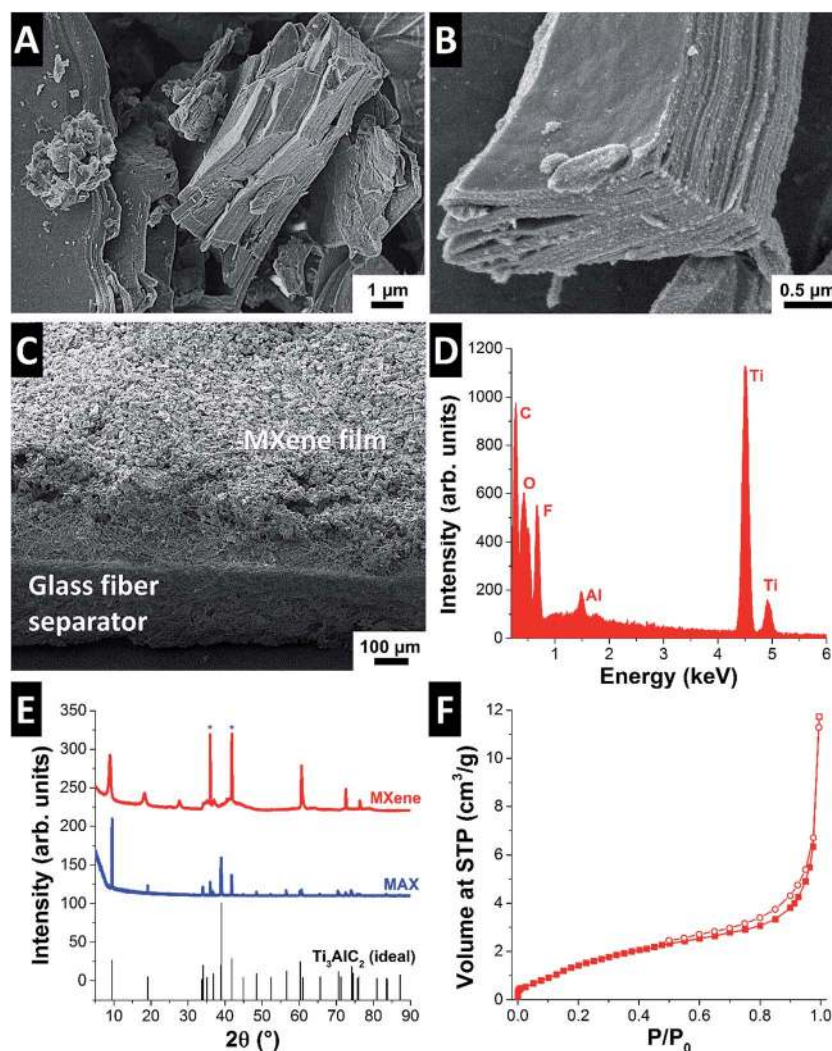 A
1 µm
B
0.5 µm
C
MXene film
Glass fiber
separator
100 µm
D
Intensity (arb. units)
1200
1000
800
600
400
200
0
C
O
F
Al
Ti
Ti
0 1 2 3 4 5 6
Energy (keV)
E
Intensity (arb. units)
350
300
250
200
150
100
50
0
* *
MXene
MAX
Ti₃AlC₂ (ideal)
10 20 30 40 50 60 70 80 90
2θ (°)
F
Volume at STP (cm³/g)
12
10
8
6
4
2
0
0.0 0.2 0.4 0.6 0.8 1.0
P/P₀